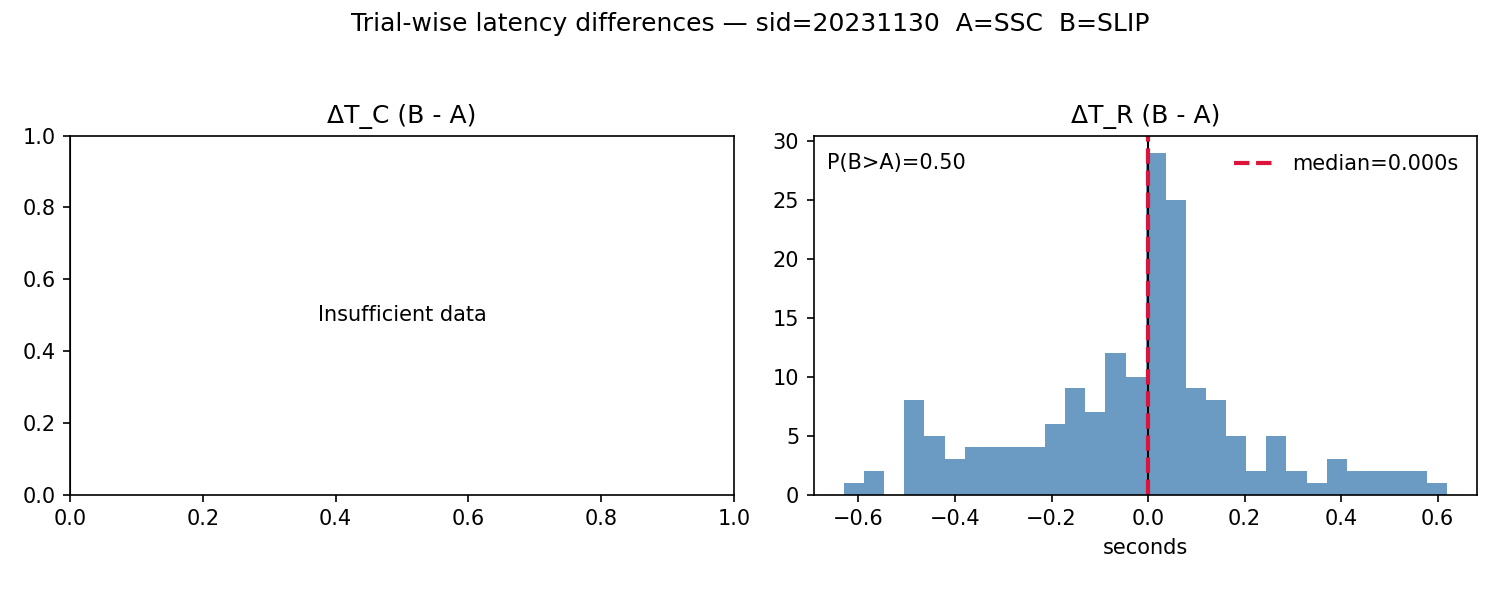 Trial-wise latency differences — sid=20231130  A=SSC  B=SLIP
ΔT_C (B - A)
1.0
0.8
0.6
0.4
0.2
0.0
Insufficient data
0.0 0.2 0.4 0.6 0.8 1.0
ΔT_R (B - A)
30
25
20
15
10
5
0
P(B>A)=0.50
median=0.000s
−0.6 −0.4 −0.2 0.0 0.2 0.4 0.6
seconds